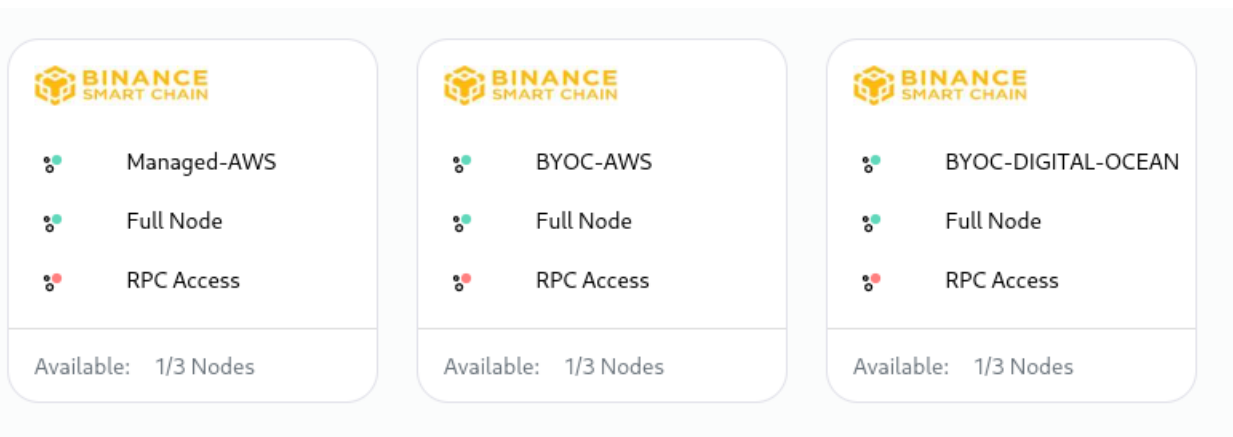 BINANCE
SMART CHAIN
Managed-AWS
Full Node
RPC Access
Available: 1/3 Nodes
BINANCE
SMART CHAIN
BYOC-AWS
Full Node
RPC Access
Available: 1/3 Nodes
BINANCE
SMART CHAIN
BYOC-DIGITAL-OCEAN
Full Node
RPC Access
Available: 1/3 Nodes